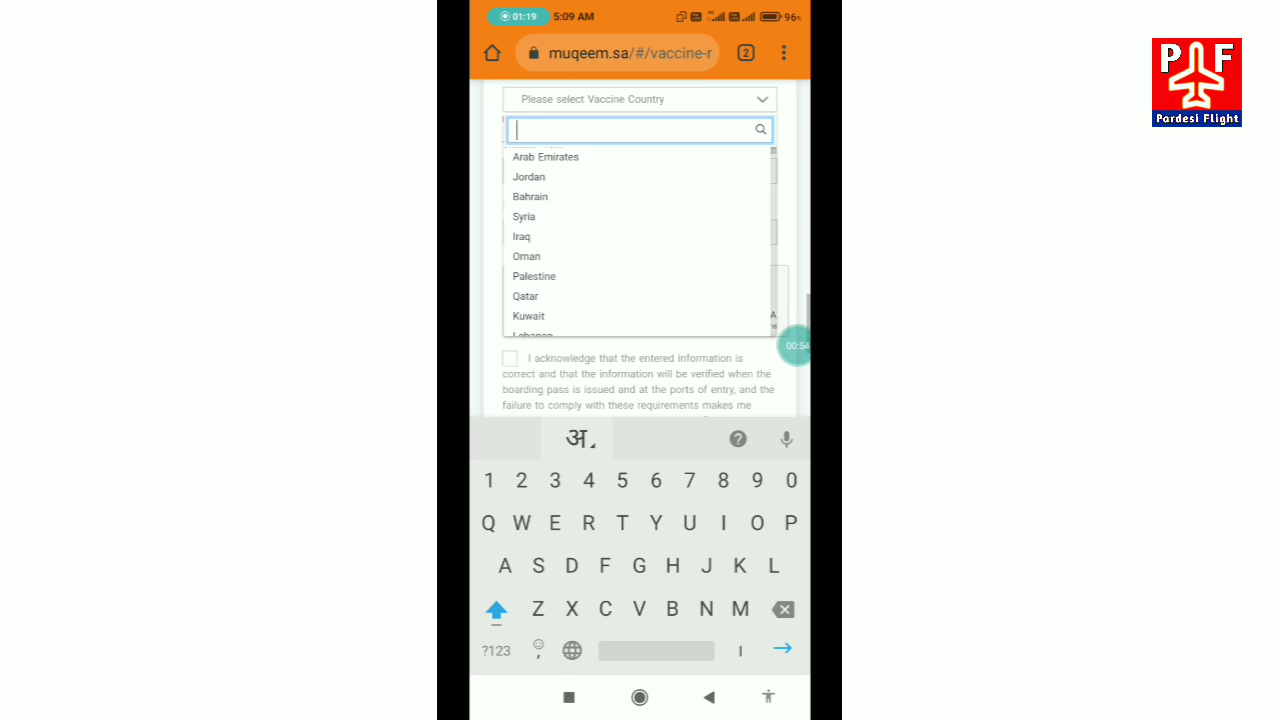 01:19 5:09 AM 96%
muqeem.sa/#/vaccine-r 2
P F
Pardesi Flight
Please select Vaccine Country
Arab Emirates
Jordan
Bahrain
Syria
Iraq
Oman
Palestine
Qatar
Kuwait
Lebanon
A
00:54
I acknowledge that the entered information is
correct and that the information will be verified when the
boarding pass is issued and at the ports of entry, and the
failure to comply with these requirements makes me
अ
1 2 3 4 5 6 7 8 9 0
Q W E R T Y U I O P
A S D F G H J K L
Z X C V B N M
?123 , ।